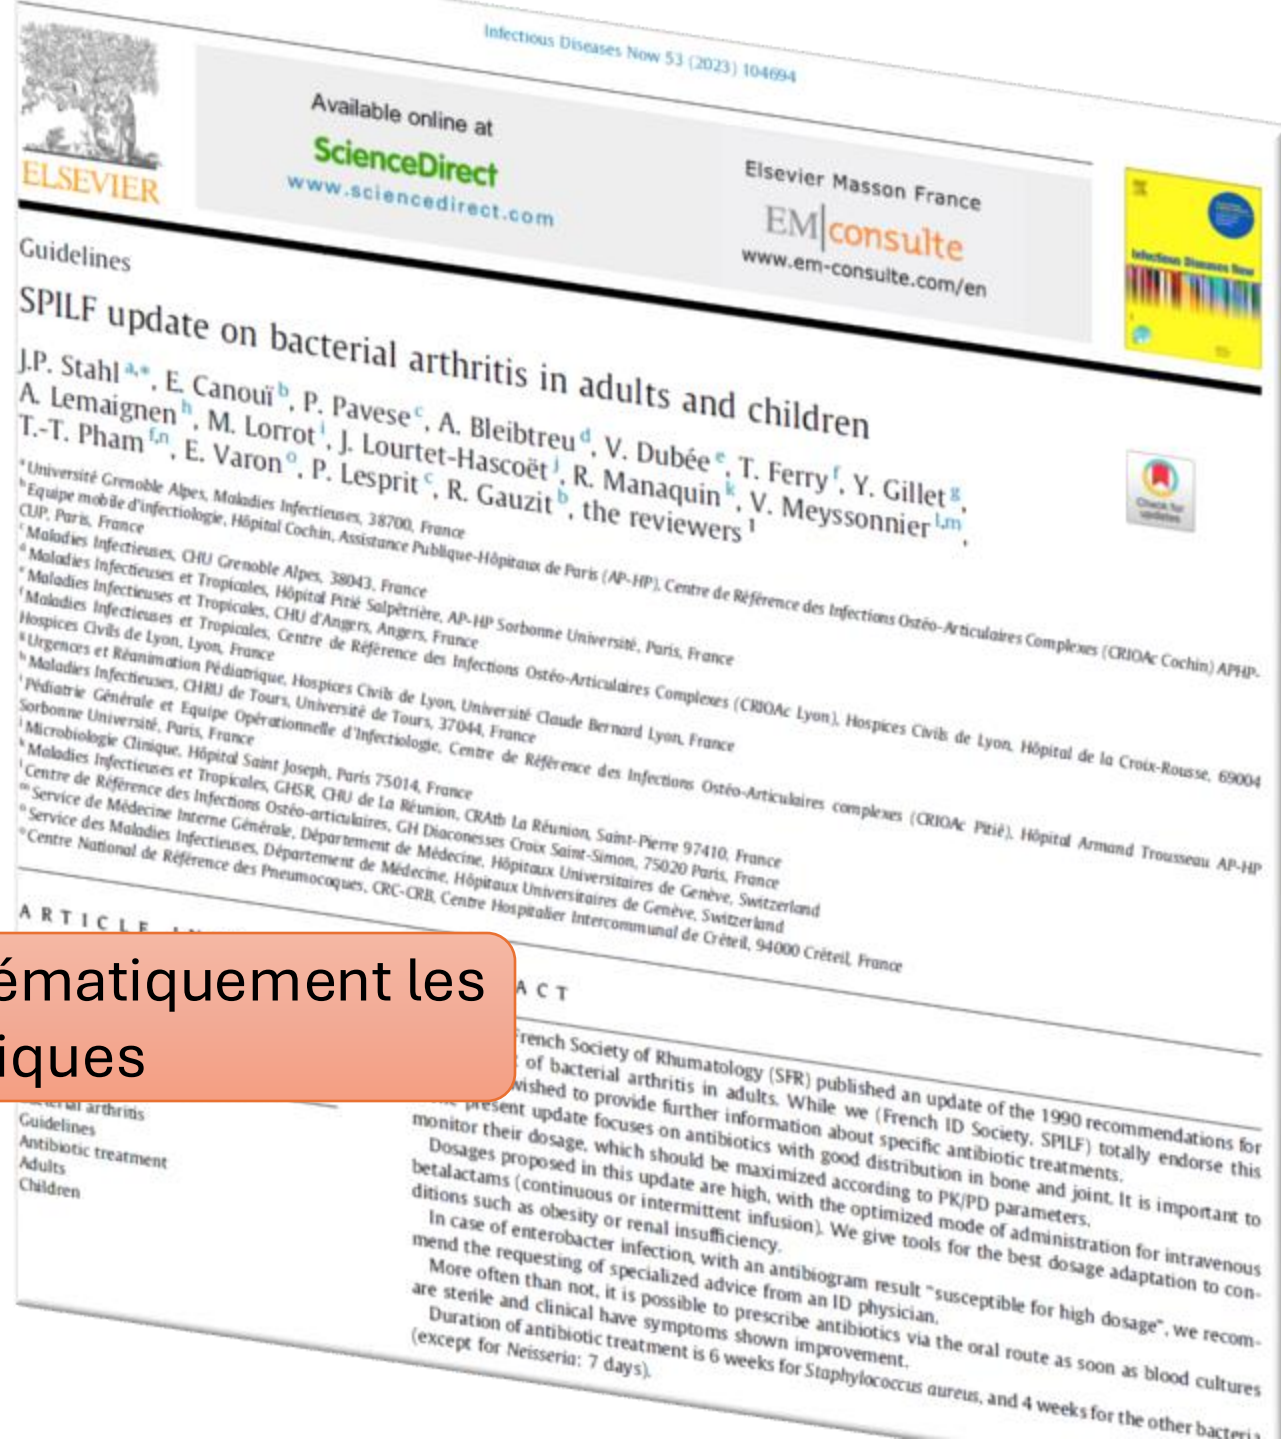 Infectious Diseases Now 53 (2023) 104694
ELSEVIER
Available online at
ScienceDirect
www.sciencedirect.com
Elsevier Masson France
EM|consulte
www.em-consulte.com/en
Infectious Diseases Now
Guidelines
SPILF update on bacterial arthritis in adults and children
J.P. Stahl a,*, E. Canouï b, P. Pavese c, A. Bleibtreu d, V. Dubée e, T. Ferry f, Y. Gillet g,
A. Lemaignen h, M. Lorrot i, J. Lourtet-Hascoët j, R. Manaquin k, V. Meyssonnier l,m,
T.-T. Pham f,n, E. Varon o, P. Lesprit c, R. Gauzit b, the reviewers 1
Check for
updates
a Université Grenoble Alpes, Maladies Infectieuses, 38700, France
b Equipe mobile d'infectiologie, Hôpital Cochin, Assistance Publique-Hôpitaux de Paris (AP-HP), Centre de Référence des Infections Ostéo-Articulaires Complexes (CRIOAc Cochin) APHP-
CUP, Paris, France
c Maladies Infectieuses, CHU Grenoble Alpes, 38043, France
d Maladies Infectieuses et Tropicales, Hôpital Pitié Salpêtrière, AP-HP Sorbonne Université, Paris, France
e Maladies Infectieuses et Tropicales, CHU d'Angers, Angers, France
f Maladies Infectieuses et Tropicales, Centre de Référence des Infections Ostéo-Articulaires Complexes (CRIOAc Lyon), Hospices Civils de Lyon, Hôpital de la Croix-Rousse, 69004
Hospices Civils de Lyon, Lyon, France
g Urgences et Réanimation Pédiatrique, Hospices Civils de Lyon, Université Claude Bernard Lyon, France
h Maladies Infectieuses, CHRU de Tours, Université de Tours, 37044, France
i Pédiatrie Générale et Equipe Opérationnelle d'Infectiologie, Centre de Référence des Infections Ostéo-Articulaires complexes (CRIOAc Pitié), Hôpital Armand Trousseau AP-HP
Sorbonne Université, Paris, France
j Microbiologie Clinique, Hôpital Saint Joseph, Paris 75014, France
k Maladies Infectieuses et Tropicales, GHSR, CHU de La Réunion, CRAtb La Réunion, Saint-Pierre 97410, France
l Centre de Référence des Infections Ostéo-articulaires, GH Diaconesses Croix Saint-Simon, 75020 Paris, France
m Service de Médecine Interne Générale, Département de Médecine, Hôpitaux Universitaires de Genève, Switzerland
n Service des Maladies Infectieuses, Département de Médecine, Hôpitaux Universitaires de Genève, Switzerland
o Centre National de Référence des Pneumocoques, CRC-CRB, Centre Hospitalier Intercommunal de Créteil, 94000 Créteil, France
ARTICLE
ématiquement les
iques
ACT
arthritis
Guidelines
Antibiotic treatment
Adults
Children
French Society of Rhumatology (SFR) published an update of the 1990 recommendations for
of bacterial arthritis in adults. While we (French ID Society, SPILF) totally endorse this
wished to provide further information about specific antibiotic treatments.
present update focuses on antibiotics with good distribution in bone and joint. It is important to
monitor their dosage, which should be maximized according to PK/PD parameters.
Dosages proposed in this update are high, with the optimized mode of administration for intravenous
betalactams (continuous or intermittent infusion). We give tools for the best dosage adaptation to con-
ditions such as obesity or renal insufficiency.
In case of enterobacter infection, with an antibiogram result "susceptible for high dosage", we recom-
mend the requesting of specialized advice from an ID physician.
More often than not, it is possible to prescribe antibiotics via the oral route as soon as blood cultures
are sterile and clinical have symptoms shown improvement.
Duration of antibiotic treatment is 6 weeks for Staphylococcus aureus, and 4 weeks for the other bacteria
(except for Neisseria: 7 days).